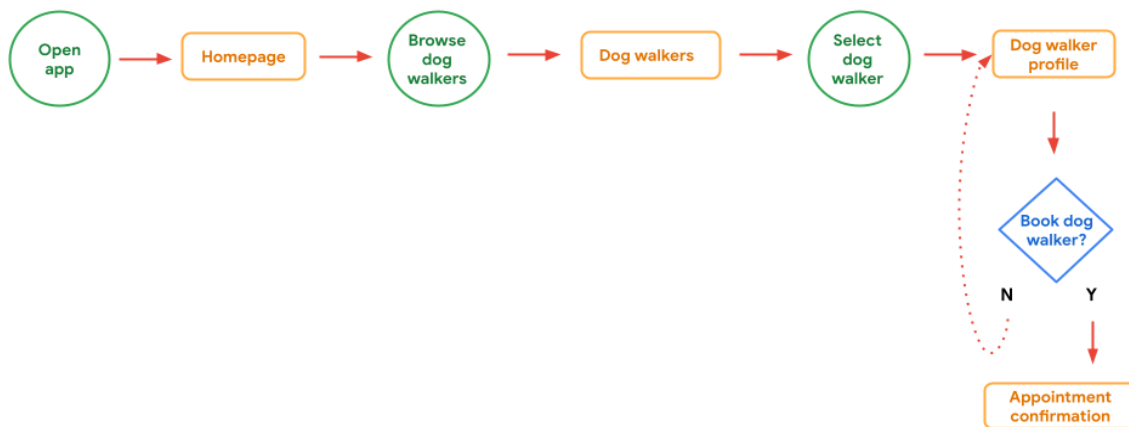 Open
app
Homepage
Browse
dog
walkers
Dog walkers
Select
dog
walker
Dog walker
profile
Book dog
walker?
N
Y
Appointment
confirmation